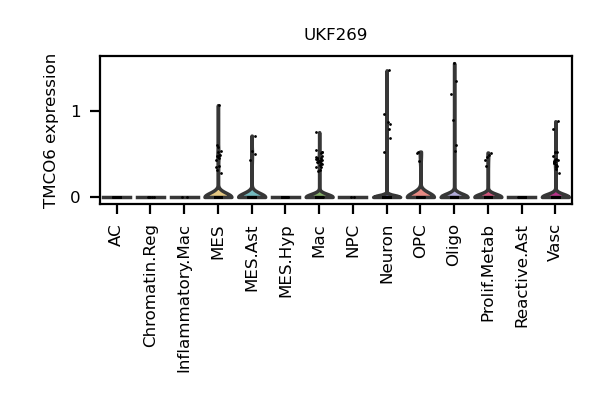 UKF269
TMCO6 expression
1
0
AC
Chromatin.Reg
Inflammatory.Mac
MES
MES.Ast
MES.Hyp
Mac
NPC
Neuron
OPC
Oligo
Prolif.Metab
Reactive.Ast
Vasc